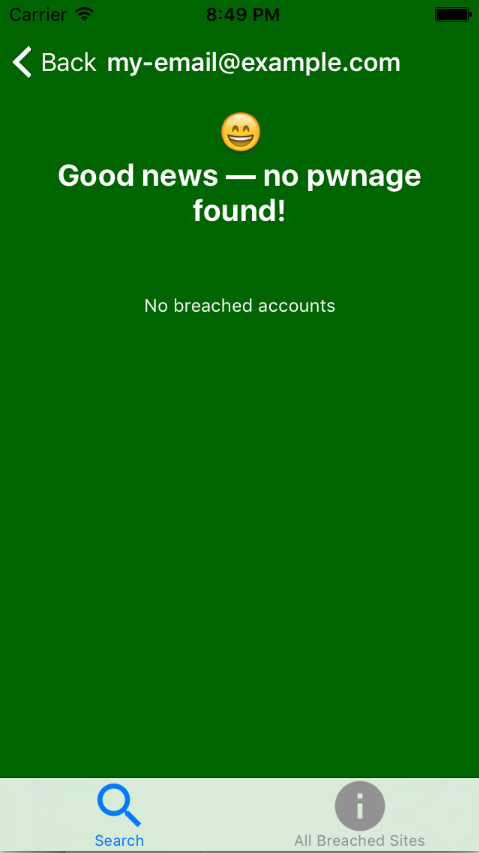 Carrier 8:49 PM
Back my-email@example.com
Good news — no pwnage
found!
No breached accounts
Search All Breached Sites